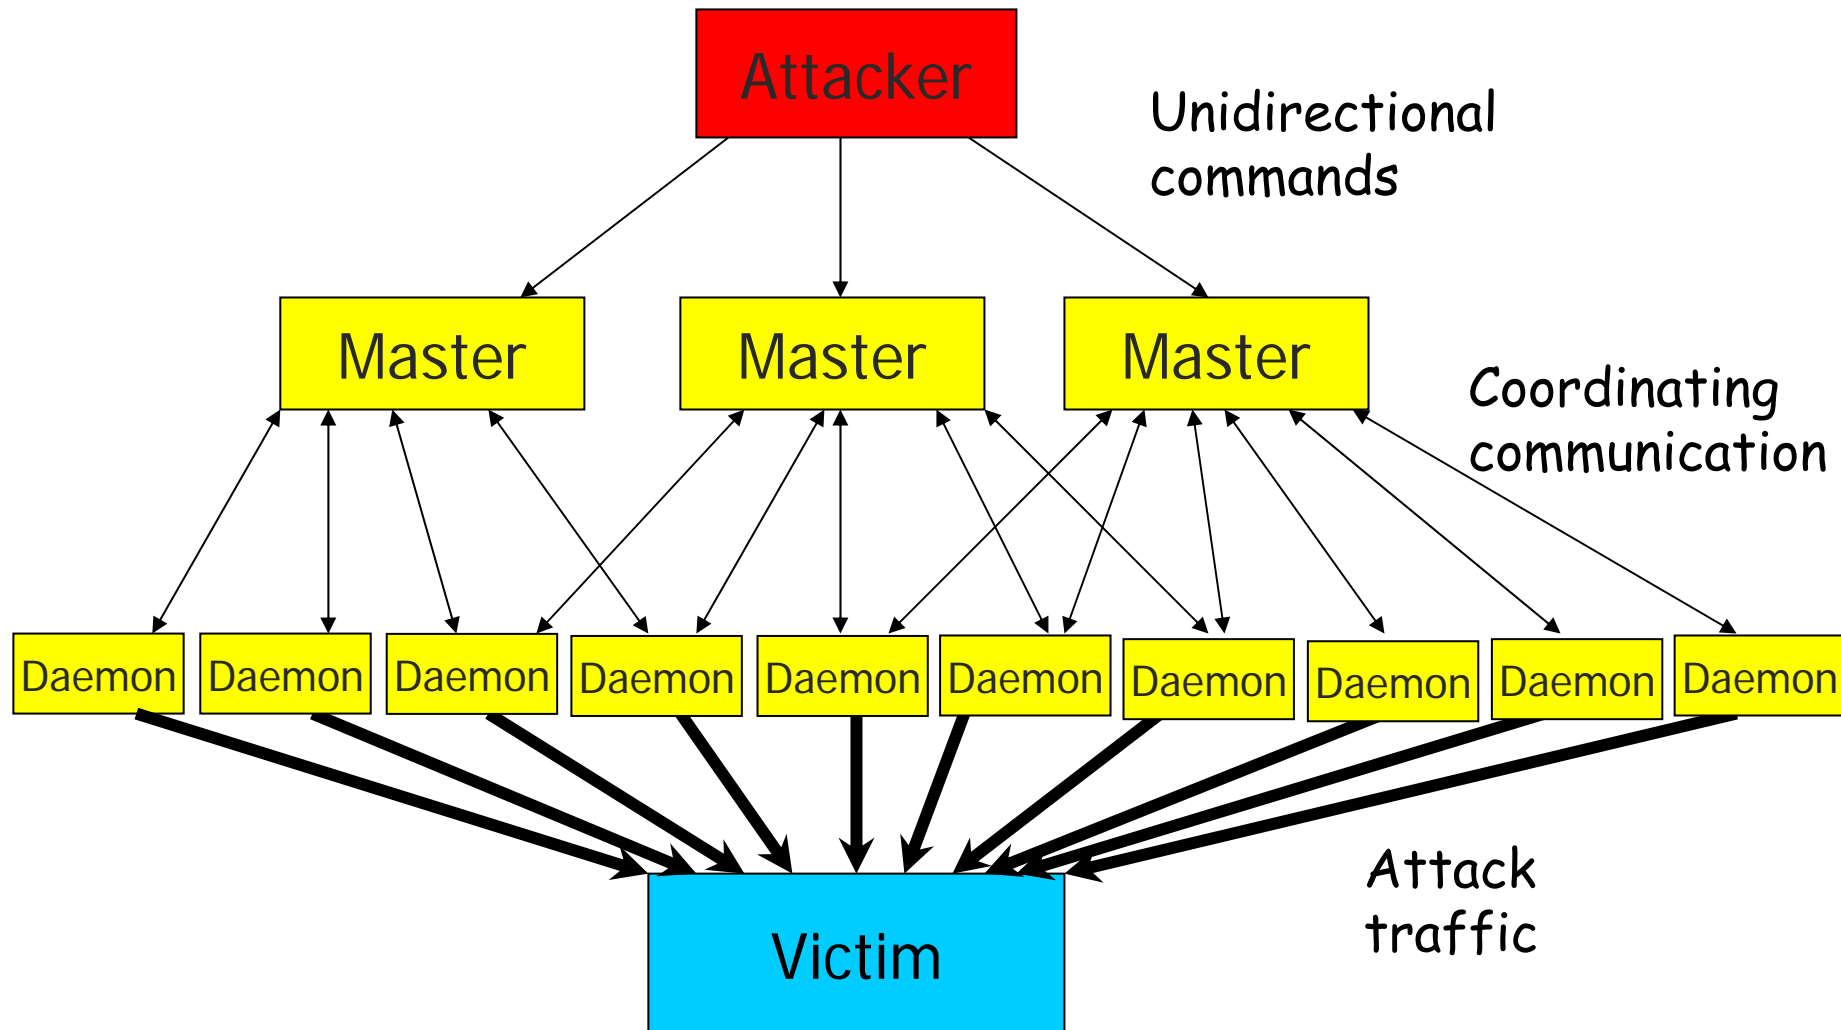 Attacker
Unidirectional
commands
Master
Master
Master
Coordinating
communication
Daemon
Daemon
Daemon
Daemon
Daemon
Daemon
Daemon
Daemon
Daemon
Daemon
Attack
traffic
Victim